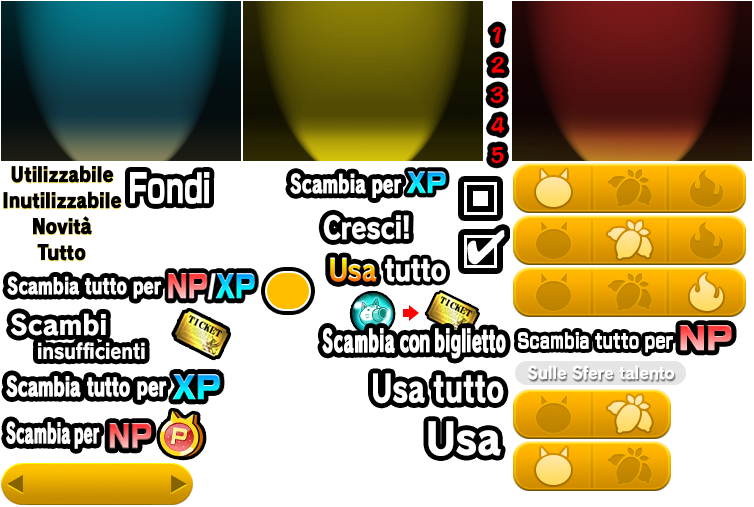 1
2
3
4
5
Utilizzabile
Inutilizzabile
Novità
Tutto
Fondi
Scambia per XP
Cresci!
Usa tutto
Scambia tutto per NP/XP
Scambi
insufficienti
TICKET
TICKET
Scambia con biglietto
Scambia tutto per NP
Sulle Sfere talento
Scambia tutto per XP
Usa tutto
Scambia per NP
P
Usa